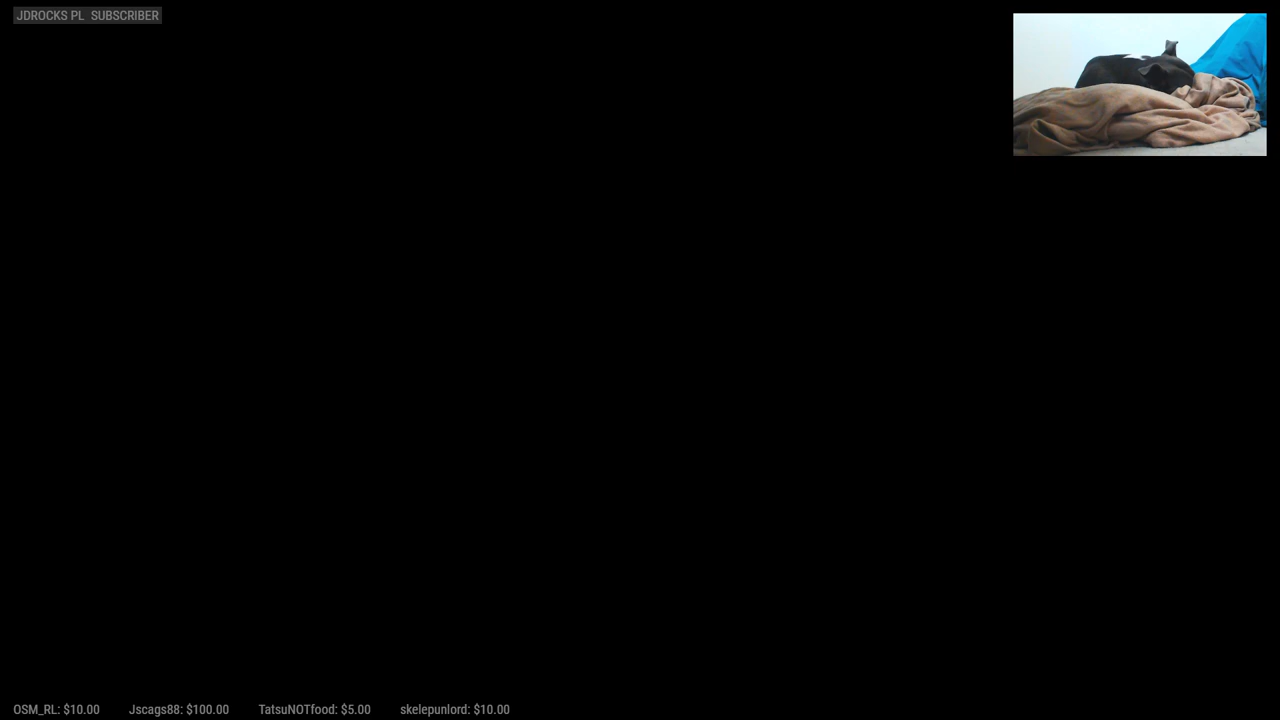 JDROCKS PL SUBSCRIBER
OSM_RL: $10.00 Jscags88: $100.00 TatsuNOTfood: $5.00 skelepunlord: $10.00